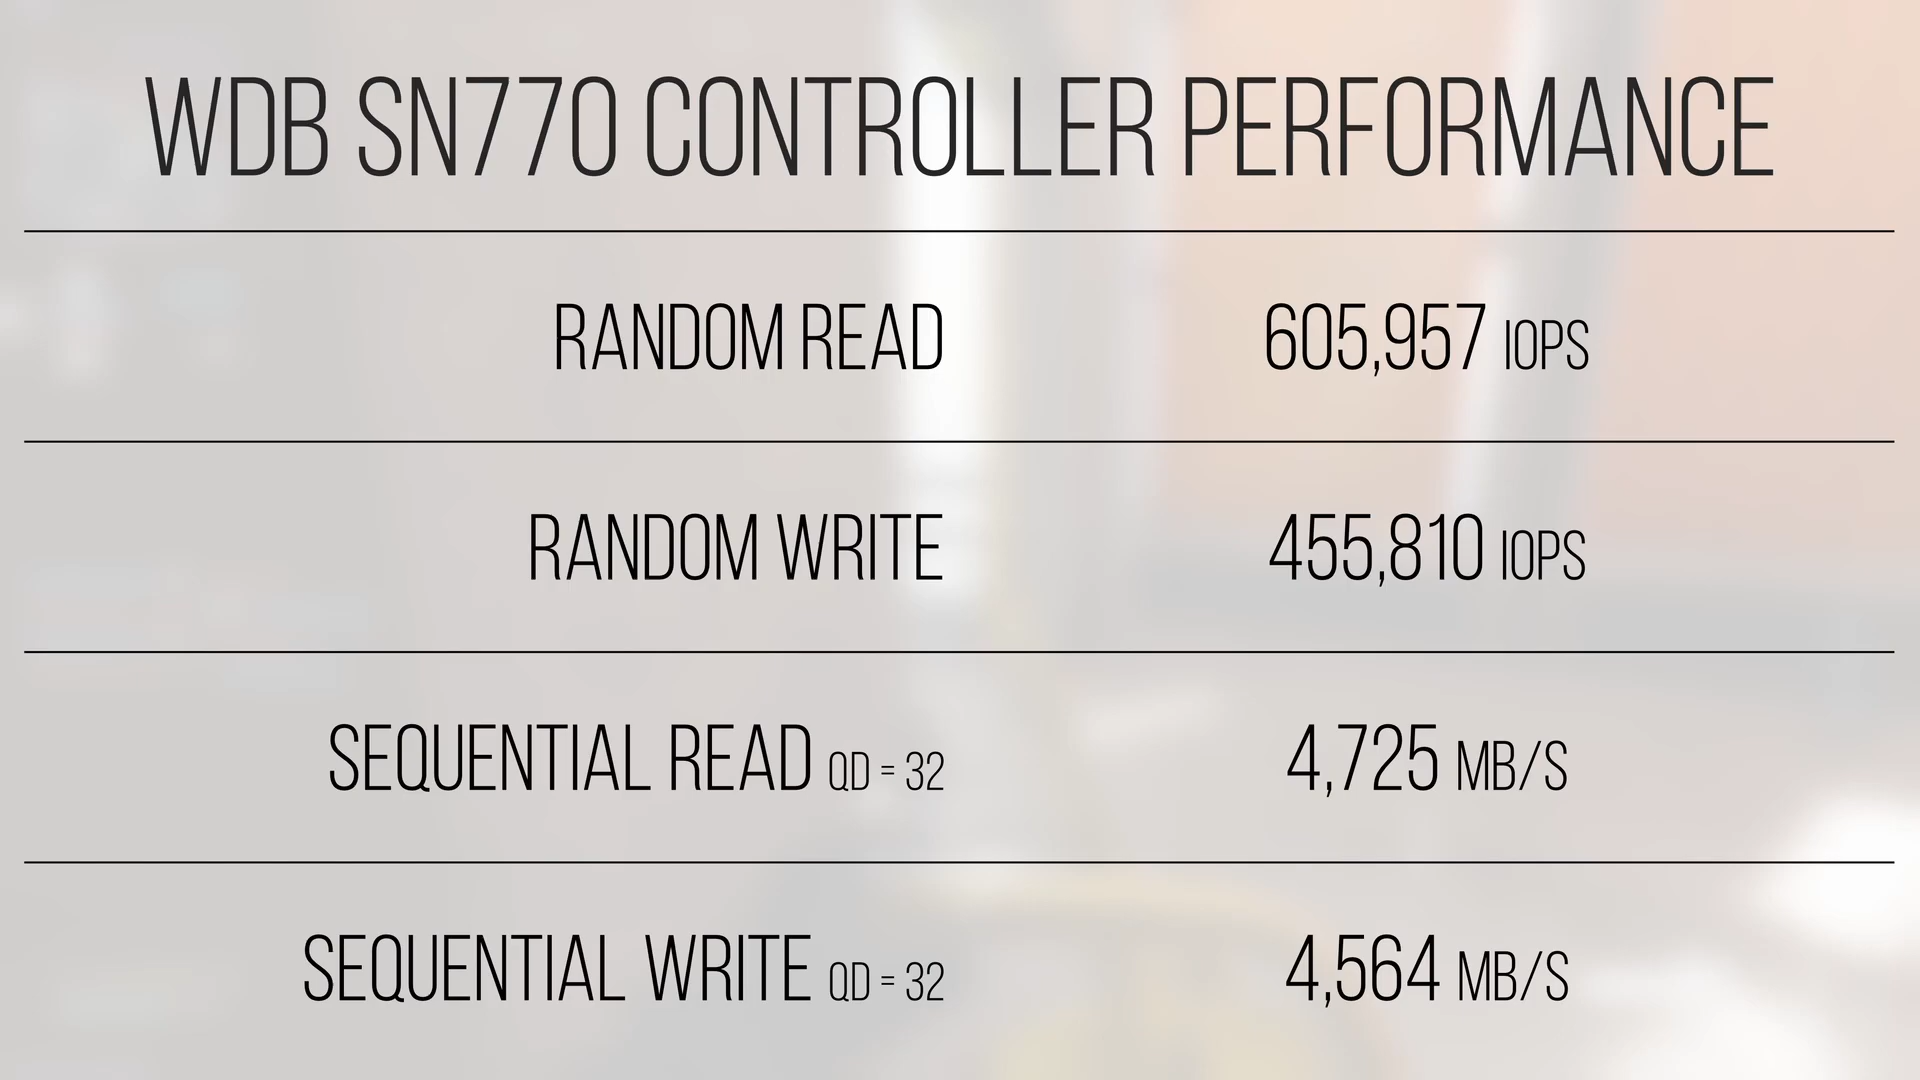 WDB SN770 CONTROLLER PERFORMANCE
RANDOM READ 605,957 IOPS
RANDOM WRITE 455,810 IOPS
SEQUENTIAL READ QD = 32 4,725 MB/S
SEQUENTIAL WRITE QD = 32 4,564 MB/S